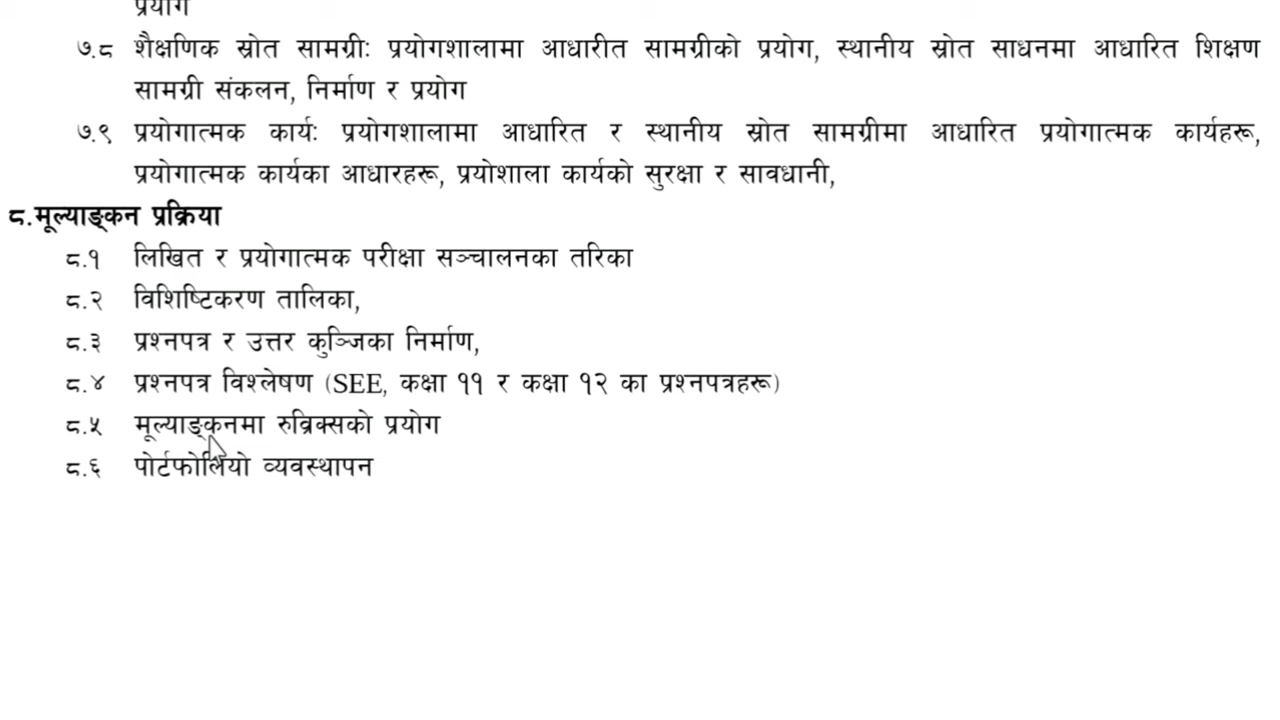 प्रयोग
७.८ शैक्षणिक स्रोत सामग्रीः प्रयोगशालामा आधारीत सामग्रीको प्रयोग, स्थानीय स्रोत साधनमा आधारित शिक्षण
सामग्री संकलन, निर्माण र प्रयोग
७.९ प्रयोगात्मक कार्यः प्रयोगशालामा आधारित र स्थानीय स्रोत सामग्रीमा आधारित प्रयोगात्मक कार्यहरू,
प्रयोगात्मक कार्यका आधारहरू, प्रयोशाला कार्यको सुरक्षा र सावधानी,
८. मूल्याङ्कन प्रक्रिया
८.१ लिखित र प्रयोगात्मक परीक्षा सञ्चालनका तरिका
८.२ विशिष्टिकरण तालिका,
८.३ प्रश्नपत्र र उत्तर कुञ्जिका निर्माण,
८.४ प्रश्नपत्र विश्लेषण (SEE, कक्षा ११ र कक्षा १२ का प्रश्नपत्रहरू)
८.५ मूल्याङ्कनमा रुव्रिक्सको प्रयोग
८.६ पोर्टफोलियो व्यवस्थापन